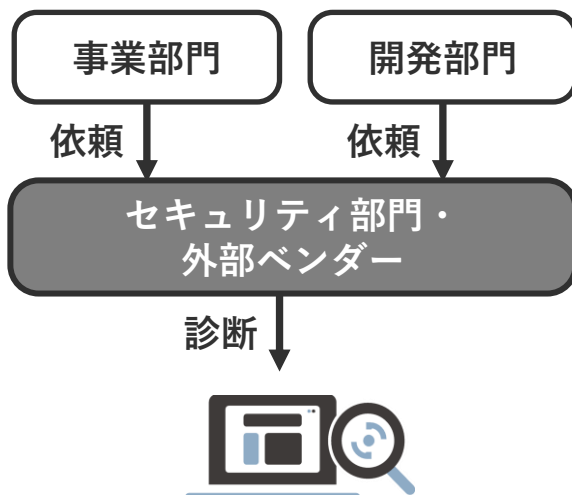 事業部門
開発部門
依頼
依頼
セキュリティ部門・
外部ベンダー
診断